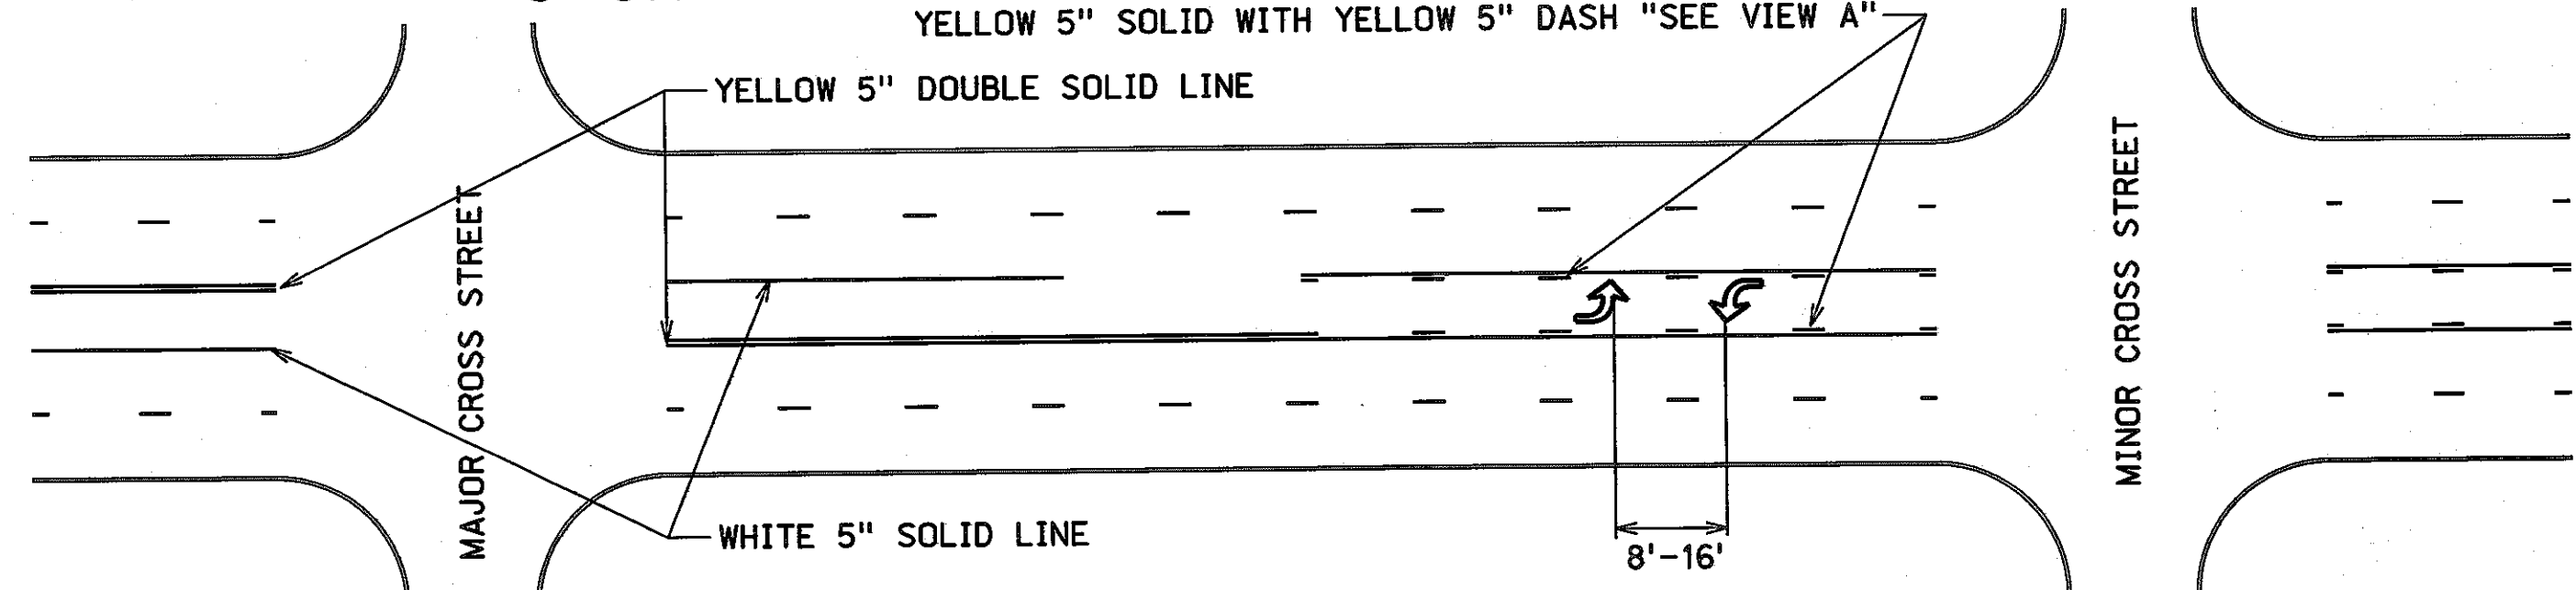 YELLOW 5" SOLID WITH YELLOW 5" DASH "SEE VIEW A"
YELLOW 5" DOUBLE SOLID LINE
MAJOR CROSS STREET
MINOR CROSS STREET
WHITE 5" SOLID LINE
8'-16'